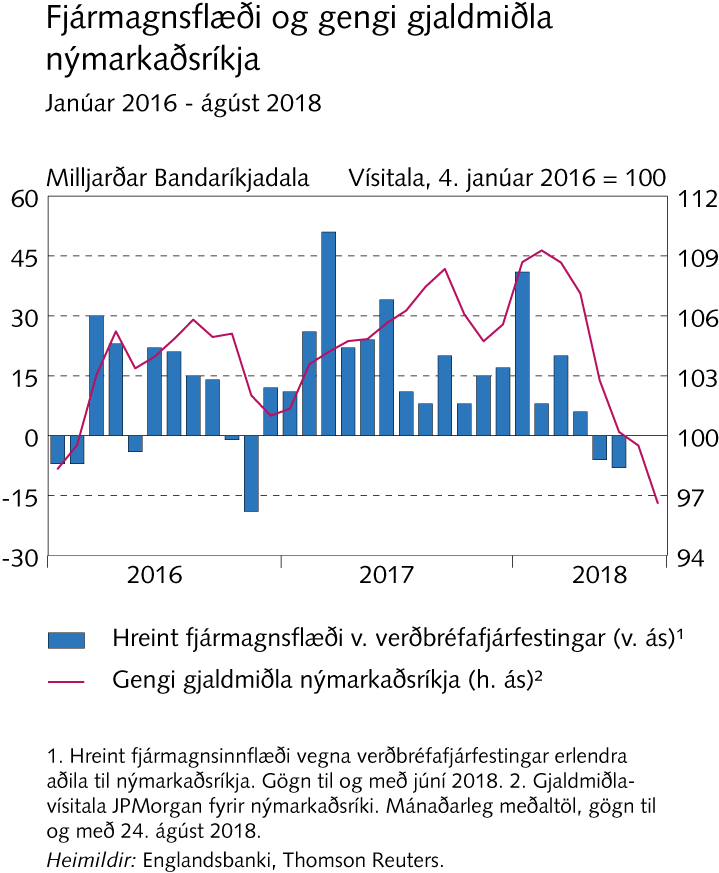 Fjármagnsflæði og gengi gjaldmiðla
nýmarkaðsríkja
Janúar 2016 - ágúst 2018
Milljarðar Bandaríkjadala Vísitala, 4. janúar 2016 = 100
60 112
45 109
30 106
15 103
0 100
-15 97
-30 94
2016 2017 2018
Hreint fjármagnsflæði v. verðbréfafjárfestingar (v. ás)¹
Gengi gjaldmiðla nýmarkaðsríkja (h. ás)²
1. Hreint fjármagnsinnflæði vegna verðbréfafjárfestingar erlendra
aðila til nýmarkaðsríkja. Gögn til og með júní 2018. 2. Gjaldmiðla-
vísitala JPMorgan fyrir nýmarkaðsríki. Mánaðarleg meðaltöl, gögn til
og með 24. ágúst 2018.
Heimildir: Englandsbanki, Thomson Reuters.